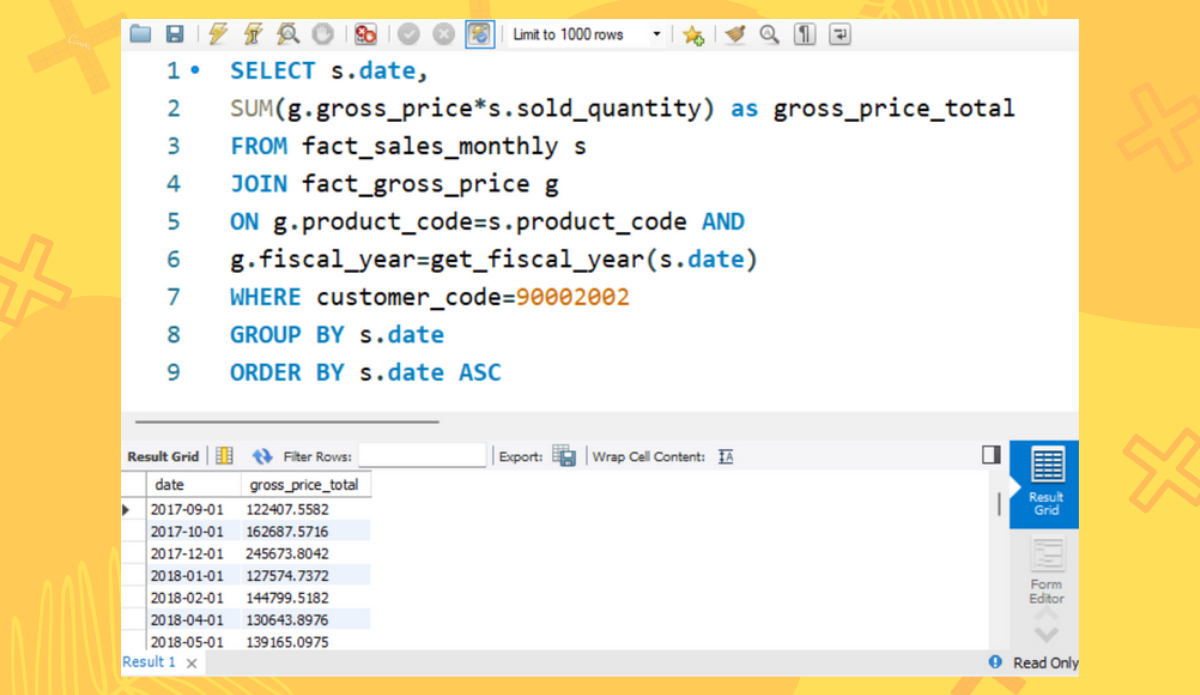 Limit to 1000 rows
1 SELECT s.date,
2 SUM(g.gross_price*s.sold_quantity) as gross_price_total
3 FROM fact_sales_monthly s
4 JOIN fact_gross_price g
5 ON g.product_code=s.product_code AND
6 g.fiscal_year=get_fiscal_year(s.date)
7 WHERE customer_code=90002002
8 GROUP BY s.date
9 ORDER BY s.date ASC
Result Grid Filter Rows: Export: Wrap Cell Content: IA
date gross_price_total
2017-09-01 122407.5582
2017-10-01 162687.5716
2017-12-01 245673.8042
2018-01-01 127574.7372
2018-02-01 144799.5182
2018-04-01 130643.8976
2018-05-01 139165.0975
Result
Grid
Form
Editor
Result 1 ×
Read Only